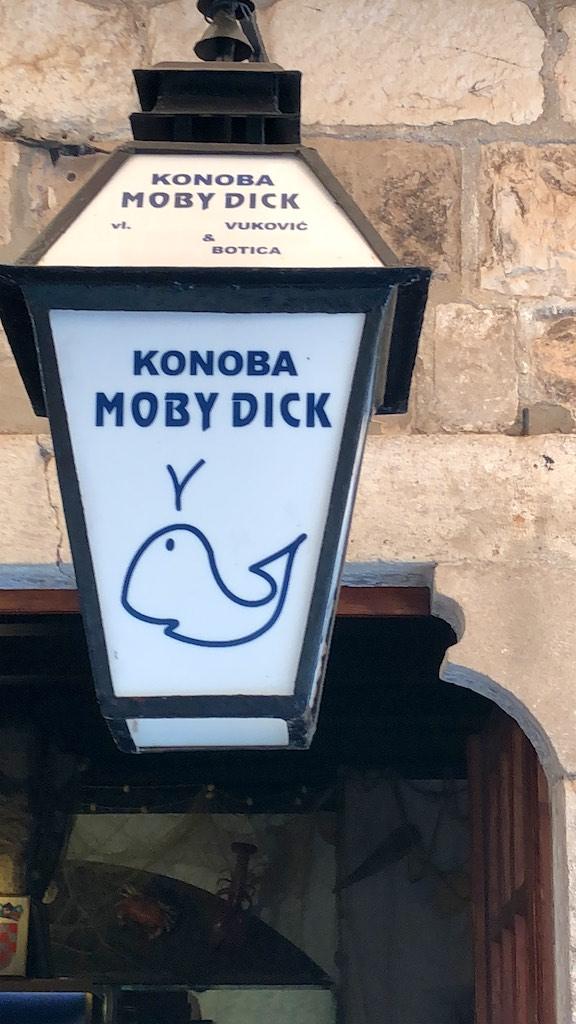 KONOBA
MOBY DICK
vl. VUKOVIĆ
&
BOTICA
KONOBA
MOBY DICK